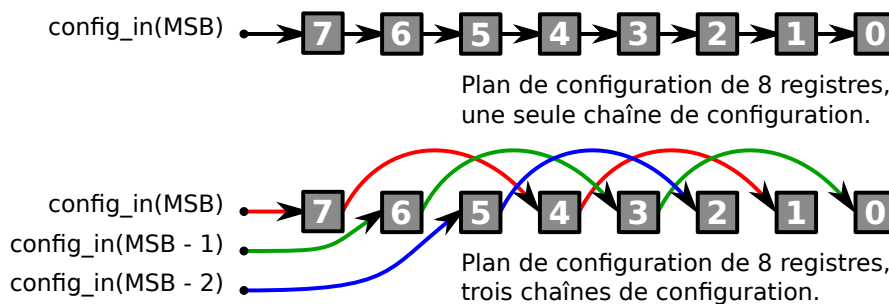 config_in(MSB) 7 6 5 4 3 2 1 0
Plan de configuration de 8 registres,
une seule chaîne de configuration.
config_in(MSB) 7 6 5 4 3 2 1 0
config_in(MSB - 1)
config_in(MSB - 2)
Plan de configuration de 8 registres,
trois chaînes de configuration.